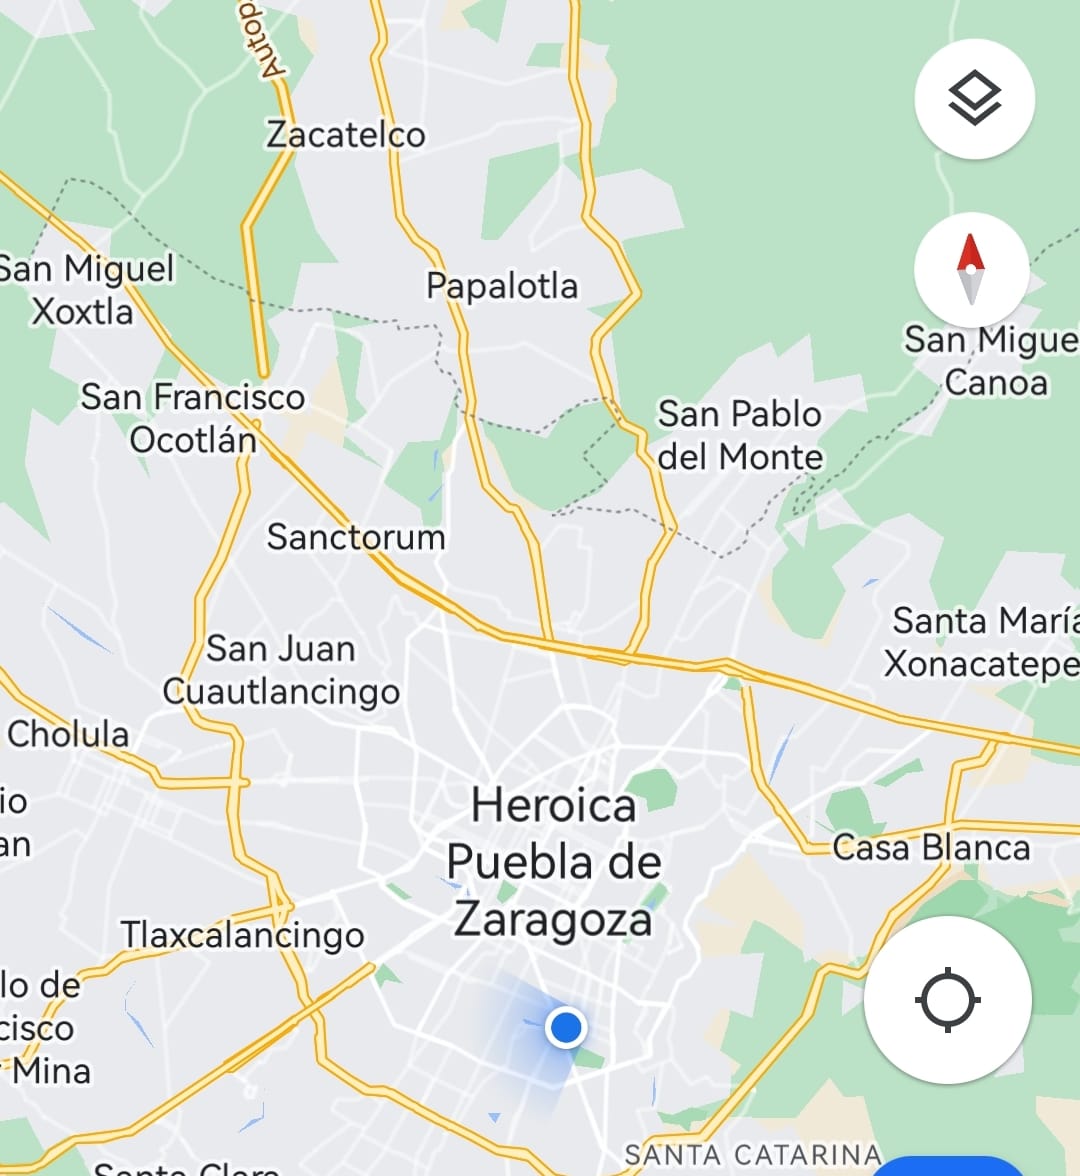 Autop
Zacatelco
San Miguel
Xoxtla
Papalotla
San Migue
Canoa
San Francisco
Ocotlán
San Pablo
del Monte
Sanctorum
Santa María
Xonacatepe
San Juan
Cuautlancingo
Cholula
io
an
Heroica
Puebla de
Zaragoza
Casa Blanca
Tlaxcalancingo
lo de
cisco
Mina
SANTA CATARINA